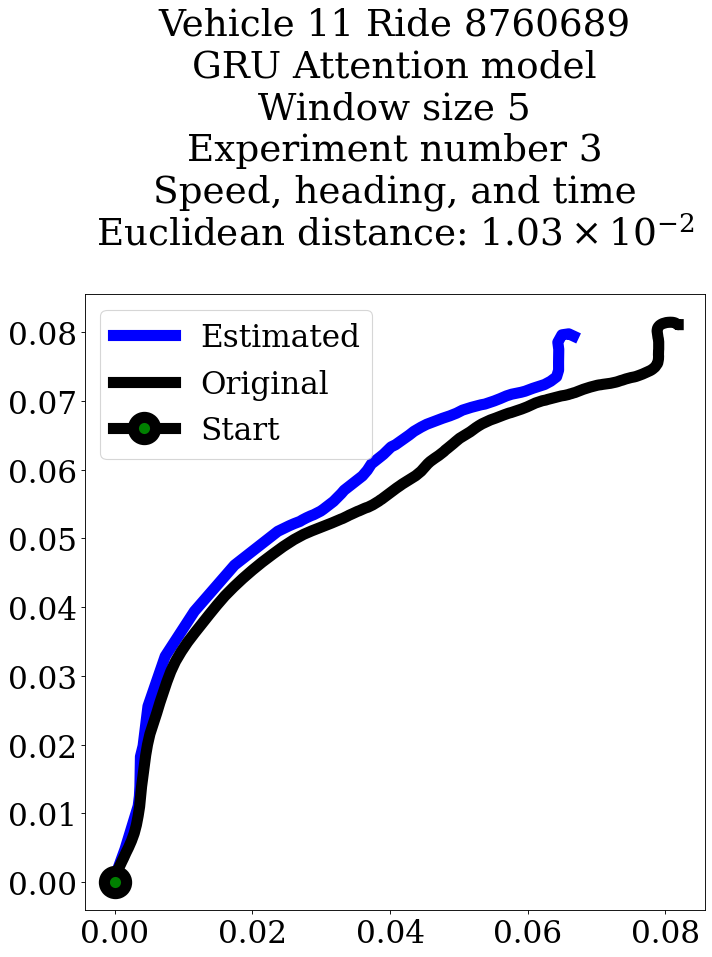 Vehicle 11 Ride 8760689
GRU Attention model
Window size 5
Experiment number 3
Speed, heading, and time
Euclidean distance: 1.03 × 10⁻²
Estimated
Original
Start
0.08
0.07
0.06
0.05
0.04
0.03
0.02
0.01
0.00
0.00 0.02 0.04 0.06 0.08